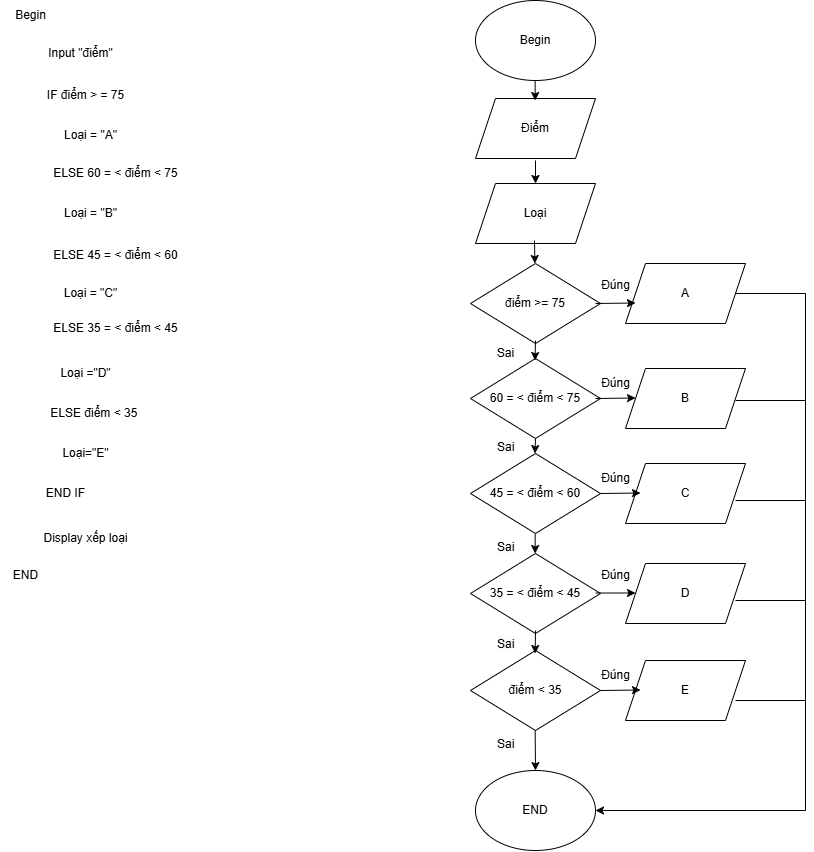 Begin
Input "điểm"
IF điểm > = 75
Loại = "A"
ELSE 60 = < điểm < 75
Loại = "B"
ELSE 45 = < điểm < 60
Loại = "C"
ELSE 35 = < điểm < 45
Loại ="D"
ELSE điểm < 35
Loại="E"
END IF
Display xếp loại
END
Begin
Điểm
Loại
điểm >= 75
Đúng
A
Sai
60 = < điểm < 75
Đúng
B
Sai
45 = < điểm < 60
Đúng
C
Sai
35 = < điểm < 45
Đúng
D
Sai
điểm < 35
Đúng
E
Sai
END